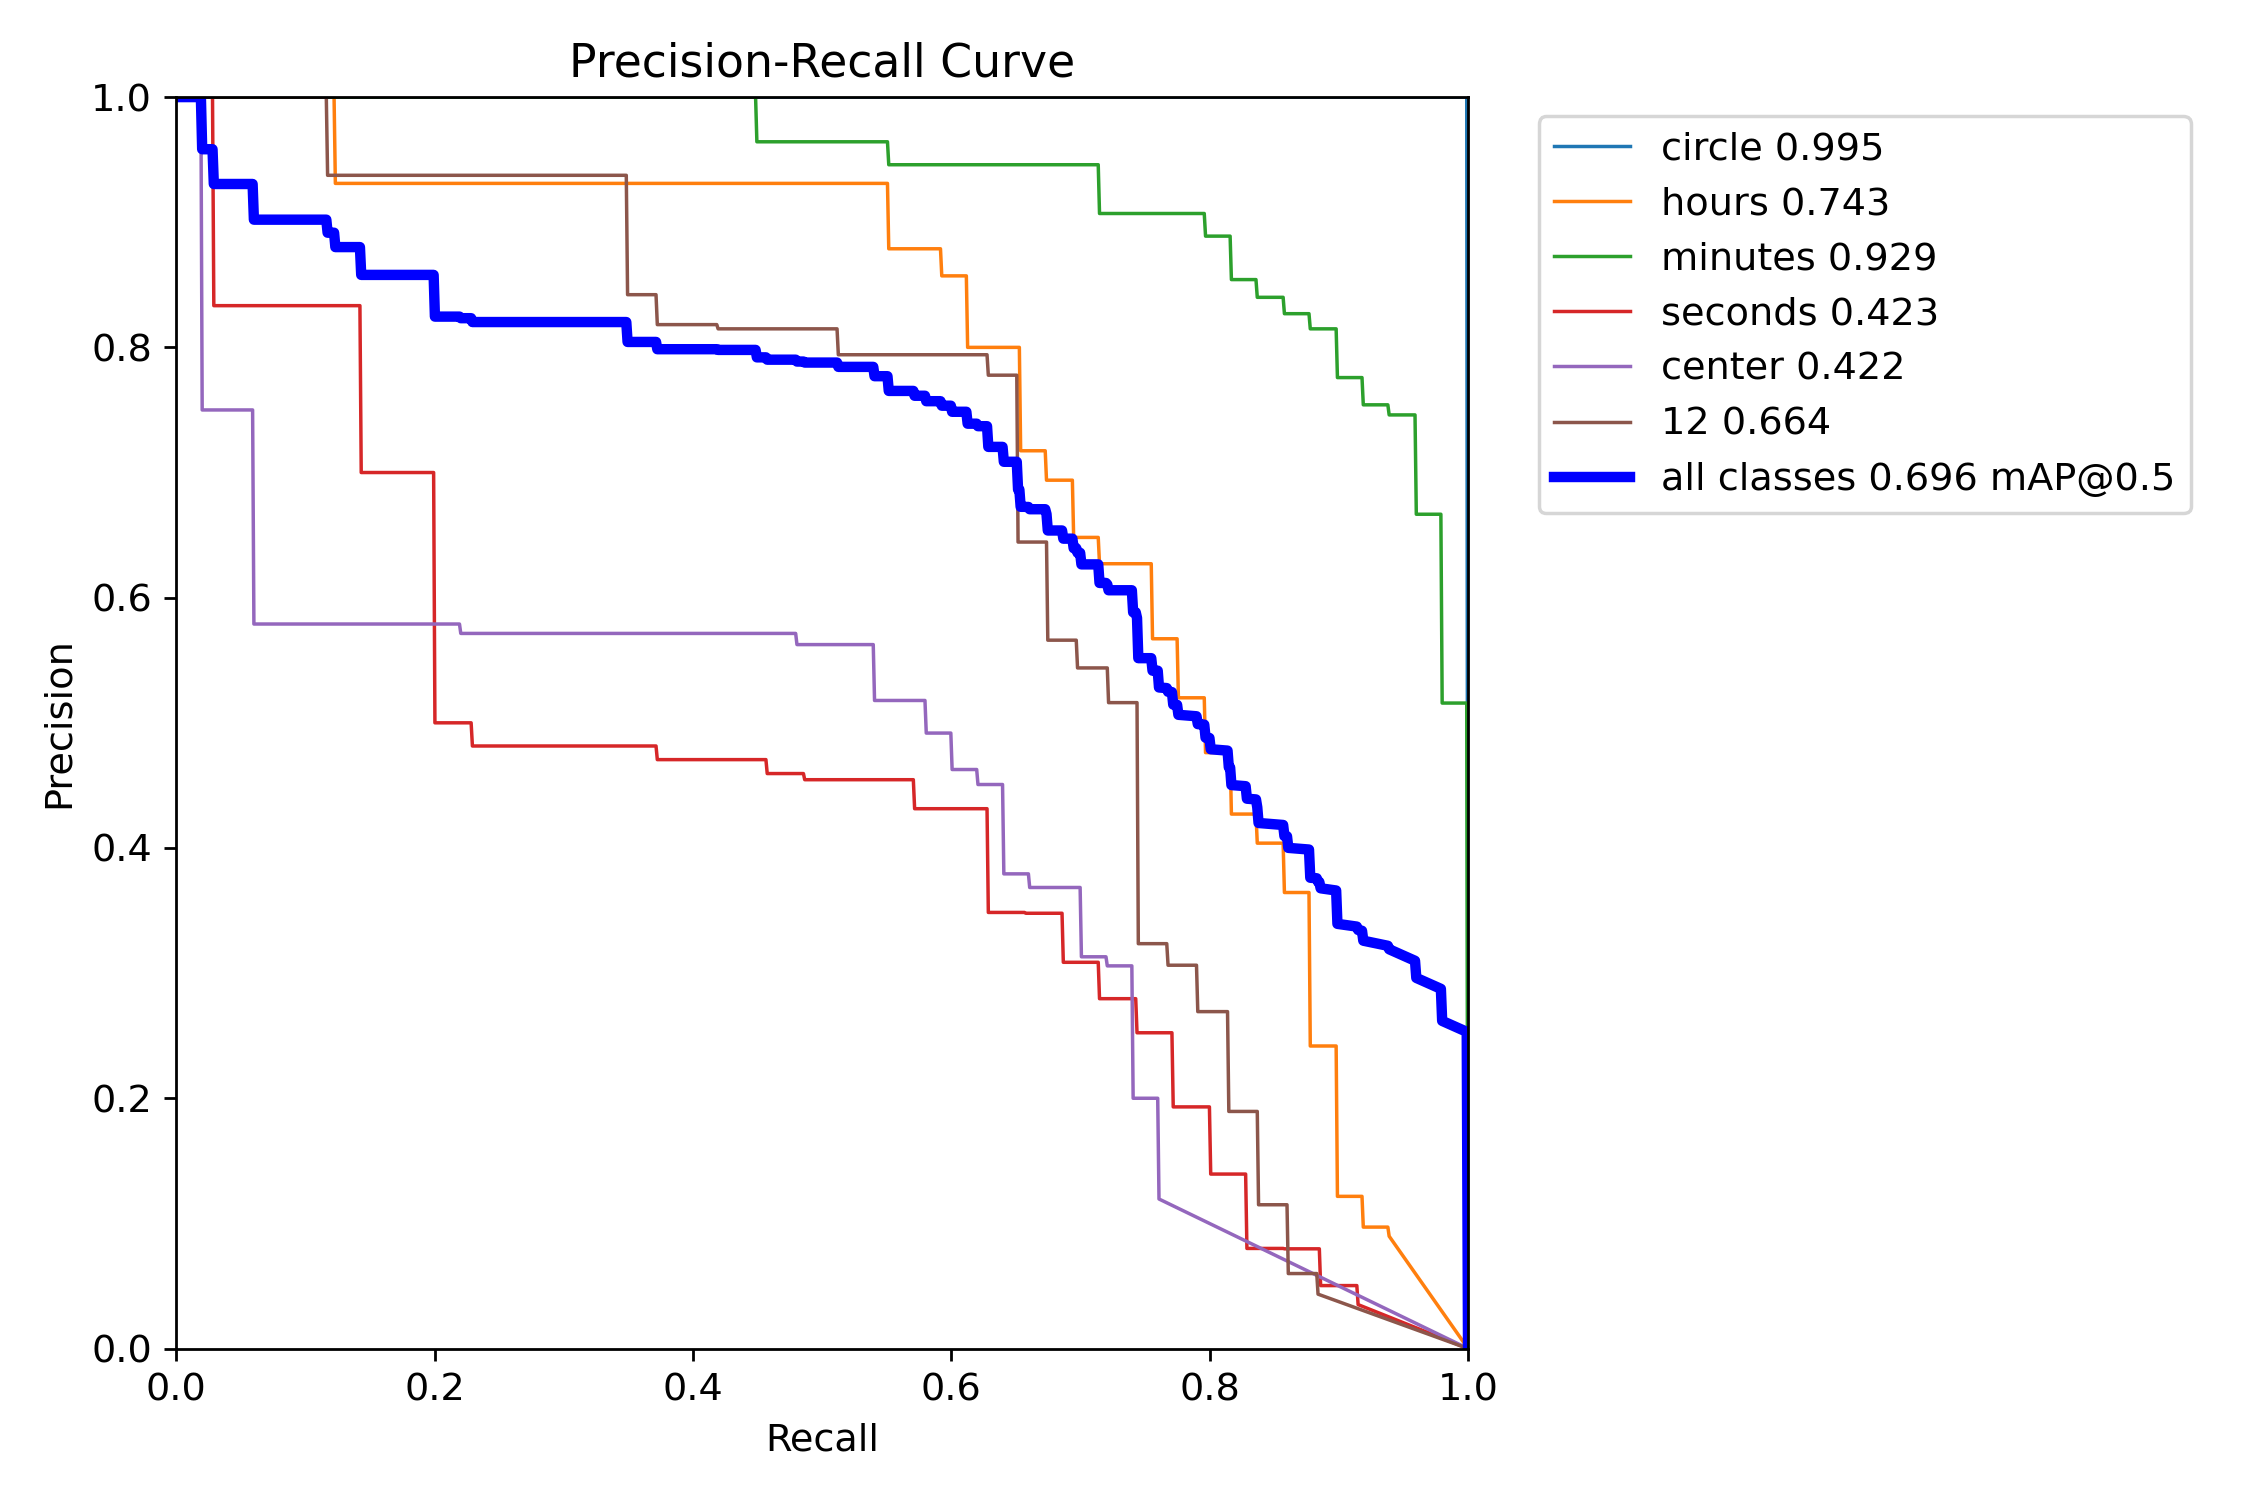 Precision-Recall Curve
1.0
0.8
0.6
0.4
0.2
0.0
Precision
0.0 0.2 0.4 0.6 0.8 1.0
Recall
circle 0.995
hours 0.743
minutes 0.929
seconds 0.423
center 0.422
12 0.664
all classes 0.696 mAP@0.5